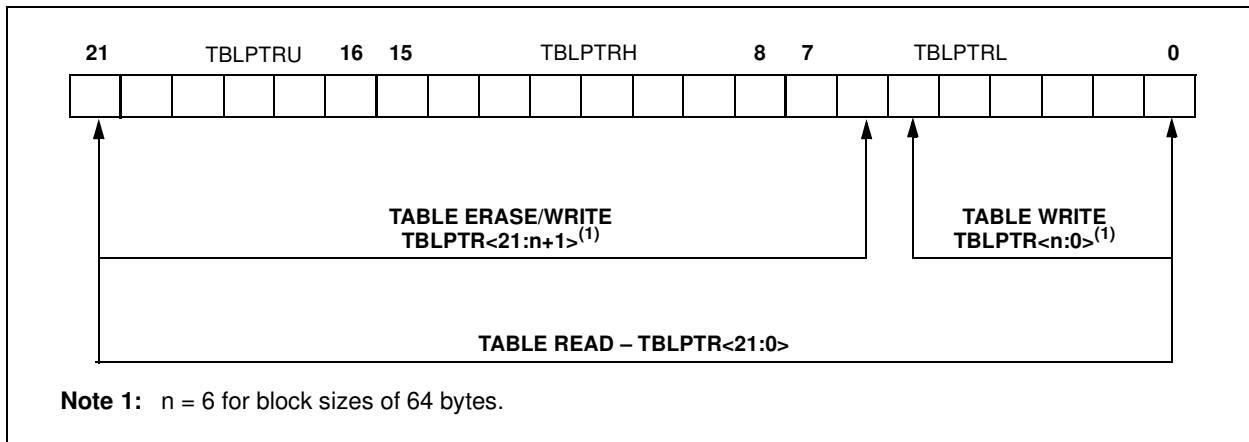 21 TBLPTRU 16 15 TBLPTRH 8 7 TBLPTRL 0
TABLE ERASE/WRITE TABLE WRITE
TBLPTR<21:n+1>(1) TBLPTR<n:0>(1)
TABLE READ – TBLPTR<21:0>
Note 1: n = 6 for block sizes of 64 bytes.